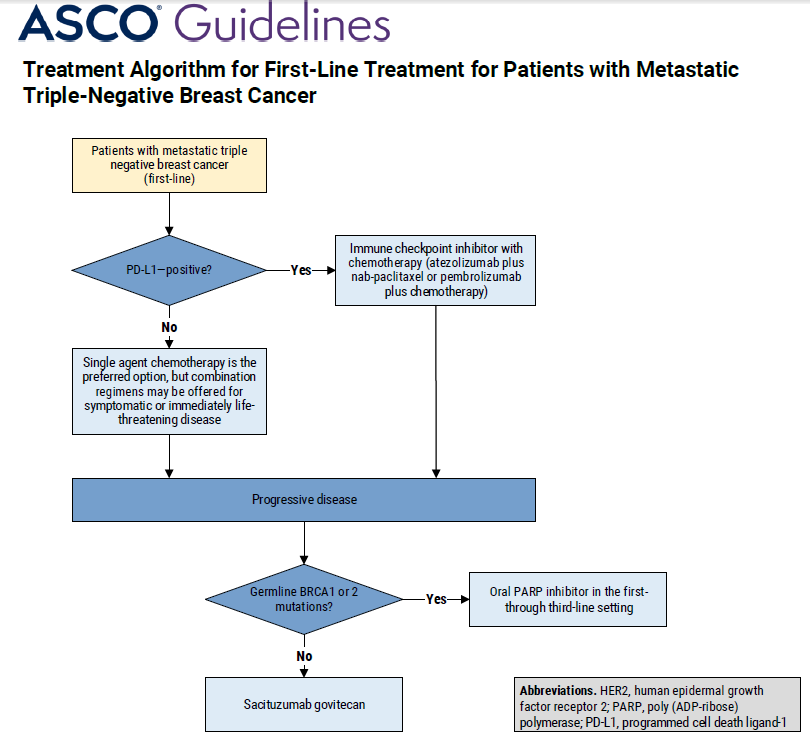 ASCO® Guidelines
Treatment Algorithm for First-Line Treatment for Patients with Metastatic
Triple-Negative Breast Cancer
Patients with metastatic triple
negative breast cancer
(first-line)
PD-L1—positive?
Yes
Immune checkpoint inhibitor with
chemotherapy (atezolizumab plus
nab-paclitaxel or pembrolizumab
plus chemotherapy)
No
Single agent chemotherapy is the
preferred option, but combination
regimens may be offered for
symptomatic or immediately life-
threatening disease
Progressive disease
Germline BRCA1 or 2
mutations?
Yes
Oral PARP inhibitor in the first-
through third-line setting
No
Sacituzumab govitecan
Abbreviations. HER2, human epidermal growth
factor receptor 2; PARP, poly (ADP-ribose)
polymerase; PD-L1, programmed cell death ligand-1